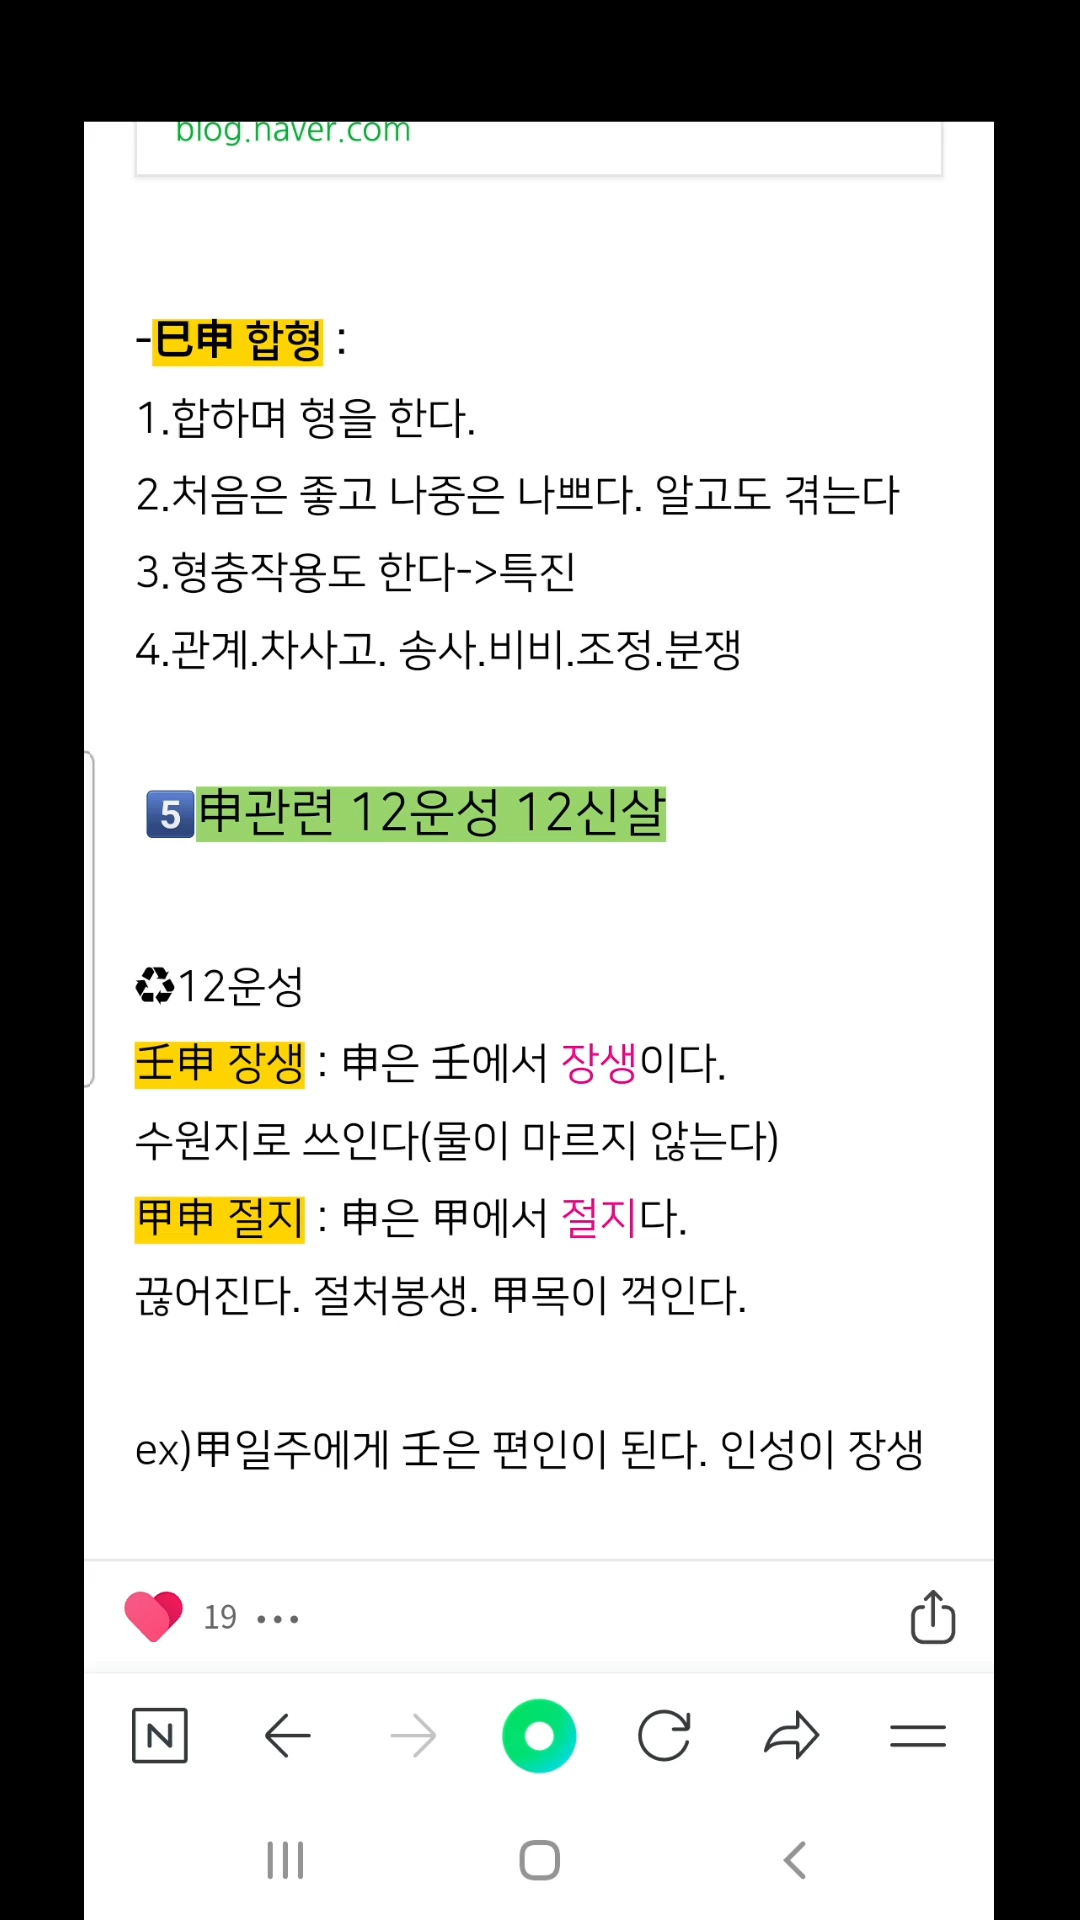 blog.naver.com
-巳申 합형 :
1.합하며 형을 한다.
2.처음은 좋고 나중은 나쁘다. 알고도 겪는다
3.형충작용도 한다->특진
4.관계.차사고. 송사.비비.조정.분쟁
5申관련 12운성 12신살
♻12운성
壬申 장생 : 申은 壬에서 장생이다.
수원지로 쓰인다(물이 마르지 않는다)
甲申 절지 : 申은 甲에서 절지다.
끊어진다. 절처봉생. 甲목이 꺽인다.
ex)甲일주에게 壬은 편인이 된다. 인성이 장생
19
N